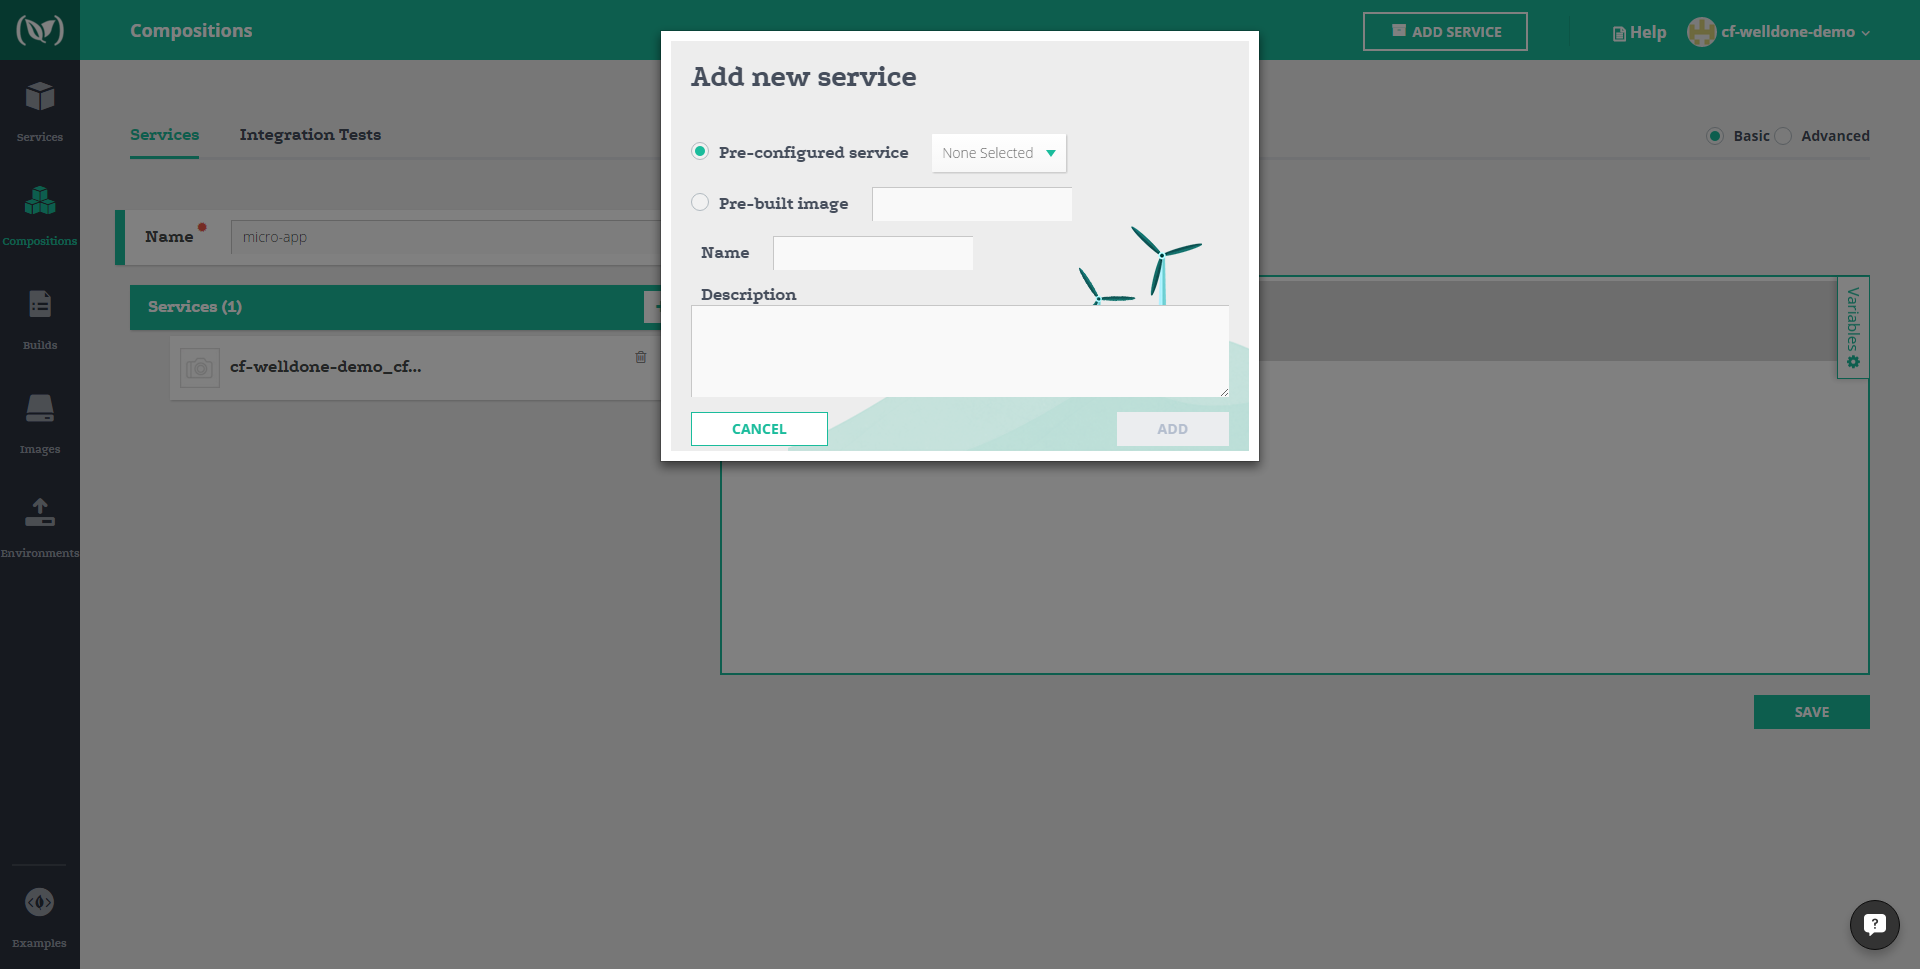 Compositions
ADD SERVICE
Help
cf-welldone-demo
Services
Compositions
Builds
Images
Environments
Examples
Services
Integration Tests
Basic
Advanced
Name
micro-app
Services (1)
cf-welldone-demo_cf...
Add new service
Pre-configured service
None Selected
Pre-built image
Name
Description
CANCEL
ADD
Variables
SAVE
?